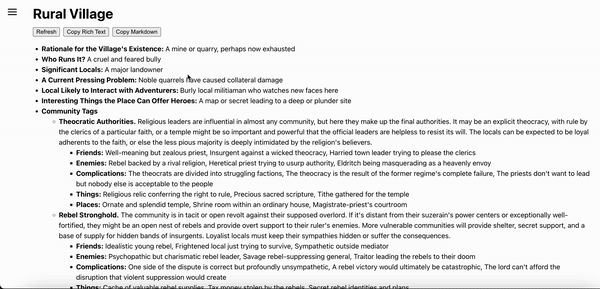 Rural Village
Refresh Copy Rich Text Copy Markdown
Rationale for the Village's Existence: A mine or quarry, perhaps now exhausted
Who Runs It? A cruel and feared bully
Significant Locals: A major landowner
A Current Pressing Problem: Noble quarrels have caused collateral damage
Local Likely to Interact with Adventurers: Burly local militiaman who watches new faces here
Interesting Things the Place Can Offer Heroes: A map or secret leading to a deep or plunder site
Community Tags
Theocratic Authorities. Religious leaders are influential in almost any community, but here they make up the final authorities. It may be an explicit theocracy, with rule by
the clerics of a particular faith, or a temple might be so important and powerful that the official leaders are helpless to resist its will. The locals can be expected to be loyal
adherents to the faith, or else the less pious majority is deeply intimidated by the religion's believers.
Friends: Well-meaning but zealous priest, Insurgent against a wicked theocracy, Harried town leader trying to please the clerics
Enemies: Rebel backed by a rival religion, Heretical priest trying to usurp authority, Eldritch being masquerading as a heavenly envoy
Complications: The theocrats are divided into struggling factions, The theocracy is the result of the former regime's complete failure, The priests don't want to lead
but nobody else is acceptable to the people
Things: Religious relic conferring the right to rule, Precious sacred scripture, Tithe gathered for the temple
Places: Ornate and splendid temple, Shrine room within an ordinary house, Magistrate-priest's courtroom
Rebel Stronghold. The community is in tacit or open revolt against their supposed overlord. If it's distant from their suzerain's power centers or exceptionally well-
fortified, they might be an open nest of rebels and provide overt support to their ruler's enemies. More vulnerable communities will provide shelter, secret support, and a
base of supply for hidden bands of insurgents. Loyalist locals must keep their sympathies hidden or suffer the consequences.
Friends: Idealistic young rebel, Frightened local just trying to survive, Sympathetic outside mediator
Enemies: Psychopathic but charismatic rebel leader, Savage rebel-suppressing general, Traitor leading the rebels to their doom
Complications: One side of the dispute is correct but profoundly unsympathetic, A rebel victory would ultimately be catastrophic, The lord can't afford the
disruption that violent suppression would create
Things: Cache of valuable rebel supplies, Tax money stolen by the rebels, Secret rebel identities and plans